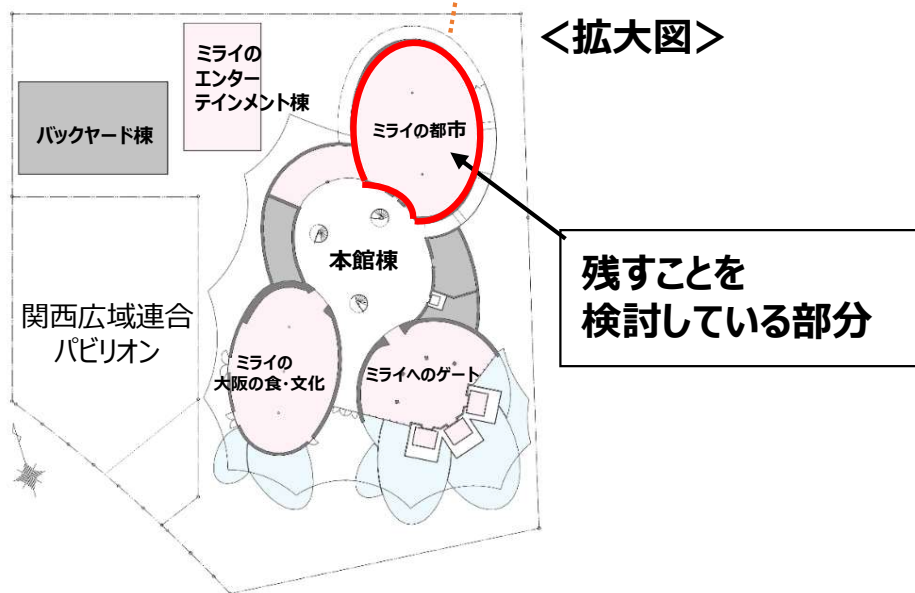 <拡大図>
ミライの
エンター
テインメント棟
バックヤード棟
ミライの都市
本館棟
残すことを
検討している部分
関西広域連合
パビリオン
ミライの
大阪の食・文化
ミライへのゲート